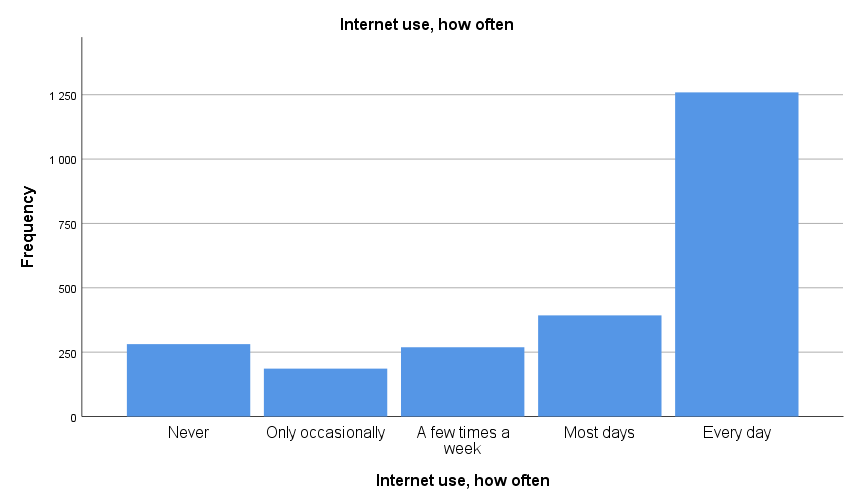 Internet use, how often
1 250
1 000
750
500
250
0
Frequency
Never
Only occasionally
A few times a
week
Most days
Every day
Internet use, how often